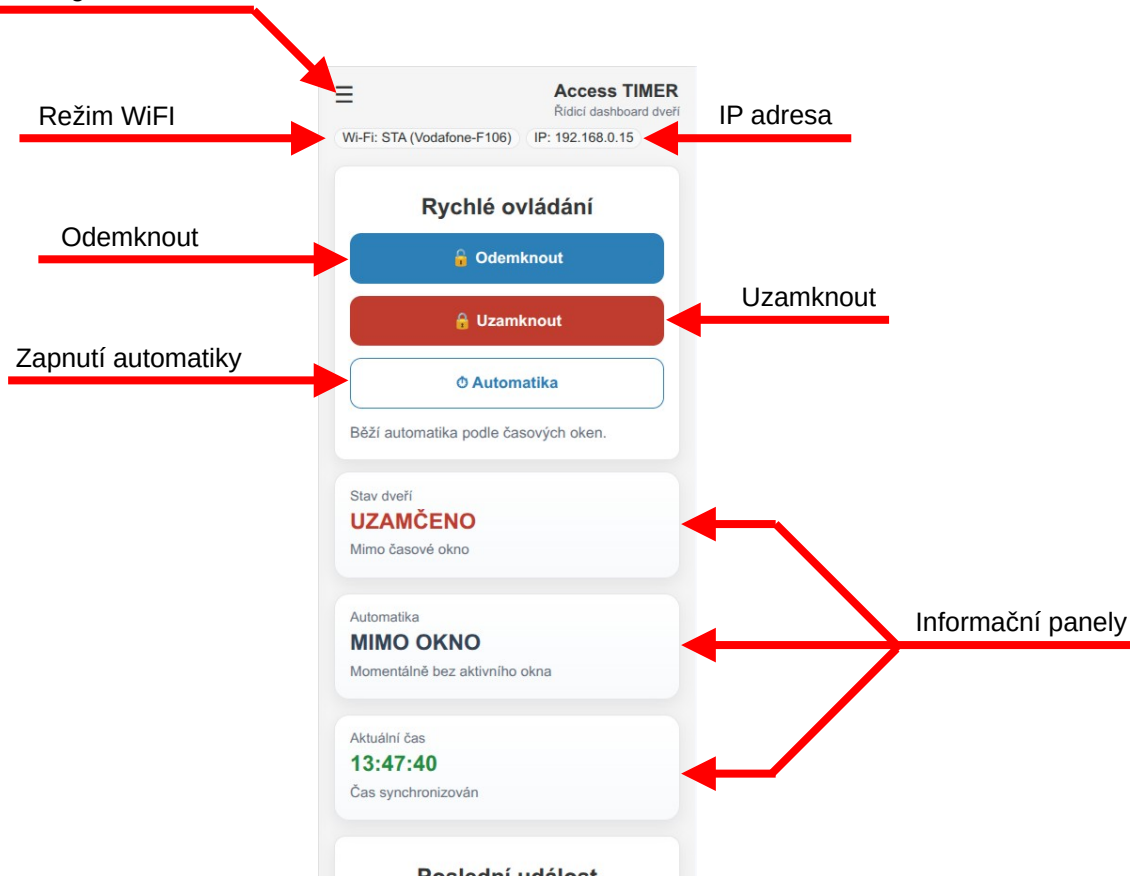 ☰
Access TIMER
Řídicí dashboard dveří
Režim WiFI
Wi-Fi: STA (Vodafone-F106)
IP: 192.168.0.15
IP adresa
Rychlé ovládání
Odemknout
🔓 Odemknout
Uzamknout
🔒 Uzamknout
Zapnutí automatiky
⏱ Automatika
Běží automatika podle časových oken.
Stav dveří
UZAMČENO
Mimo časové okno
Automatika
MIMO OKNO
Momentálně bez aktivního okna
Informační panely
Aktuální čas
13:47:40
Čas synchronizován
Poslední událost